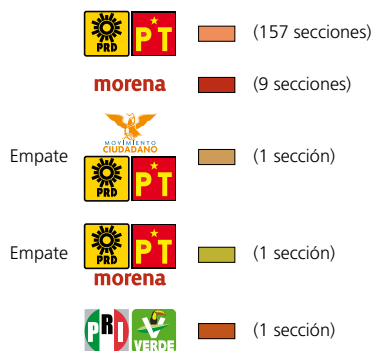 PRD PT (157 secciones)
morena (9 secciones)
MOVIMIENTO
CIUDADANO
Empate (1 sección)
PRD PT
Empate PRD PT (1 sección)
morena
PRI VERDE (1 sección)